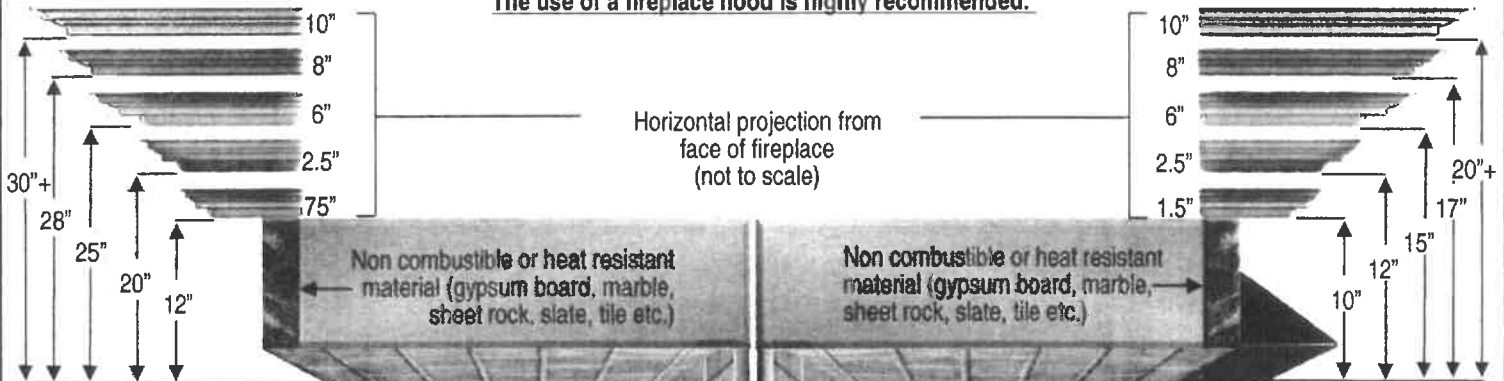 The use of a fireplace hood is highly recommended.
10"
8"
6"
2.5"
.75"
30"+
28"
25"
20"
12"
Horizontal projection from
face of fireplace
(not to scale)
Non combustible or heat resistant
material (gypsum board, marble,
sheet rock, slate, tile etc.)
10"
8"
6"
2.5"
1.5"
Non combustible or heat resistant
material (gypsum board, marble,
sheet rock, slate, tile etc.)
20"+
17"
15"
12"
10"